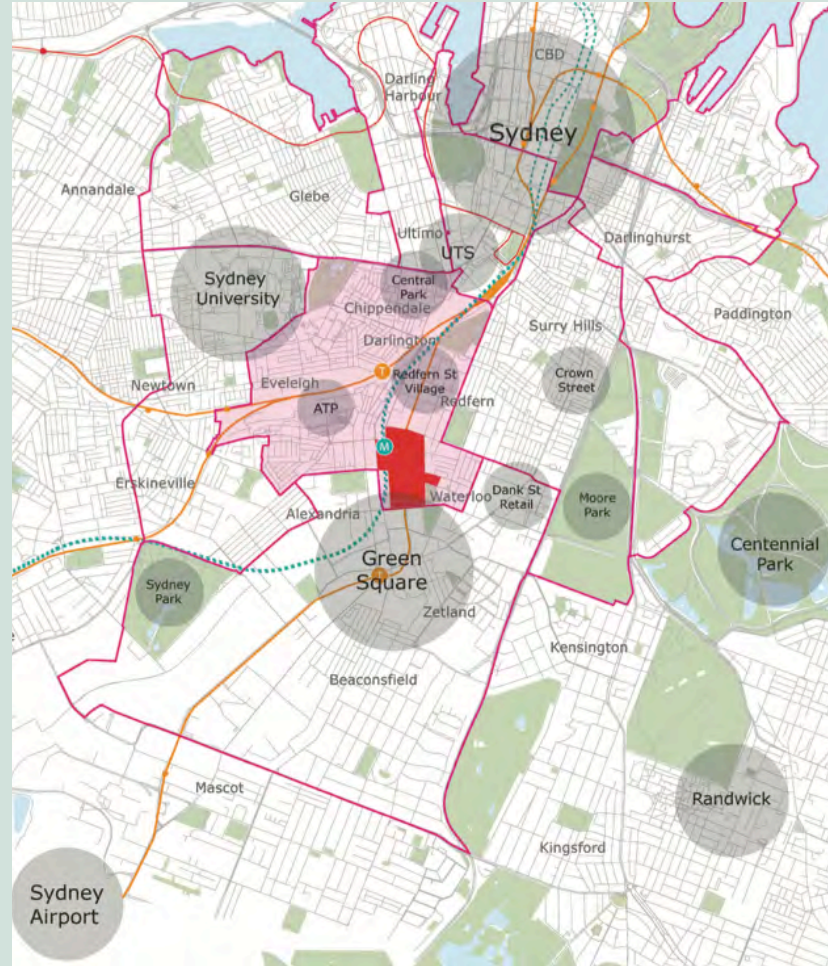 CBD
Darling
Harbour
Sydney
Annandale
Glebe
Ultimo
UTS
Darlinghurst
Sydney
University
Central
Park
Chippendale
Paddington
Surry Hills
Darlington
T
Redfern St
Village
Crown
Street
Newtown
Eveleigh
ATP
Redfern
M
Erskineville
Waterloo
Dank St
Retail
Moore
Park
Alexandria
Centennial
Park
Green
Square
T
Sydney
Park
Zetland
Kensington
Beaconsfield
Mascot
Randwick
Kingsford
Sydney
Airport